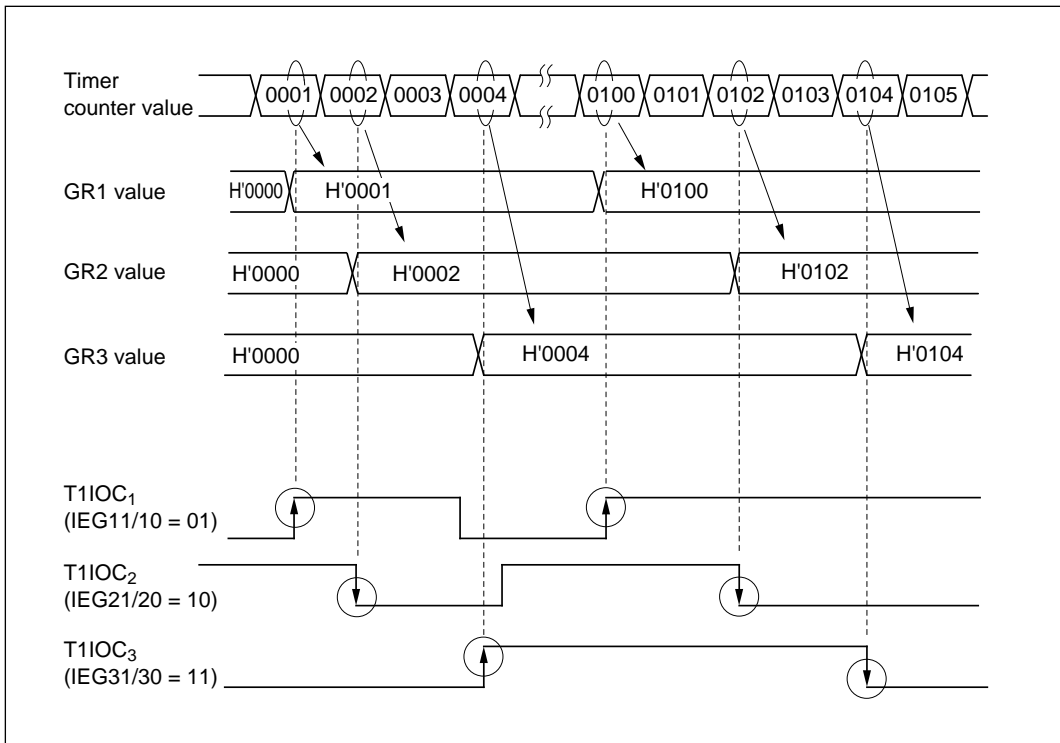 Timer
counter value
0001 0002 0003 0004 0100 0101 0102 0103 0104 0105
GR1 value
H'0000 H'0001 H'0100
GR2 value
H'0000 H'0002 H'0102
GR3 value
H'0000 H'0004 H'0104
T1IOC₁
(IEG11/10 = 01)
T1IOC₂
(IEG21/20 = 10)
T1IOC₃
(IEG31/30 = 11)